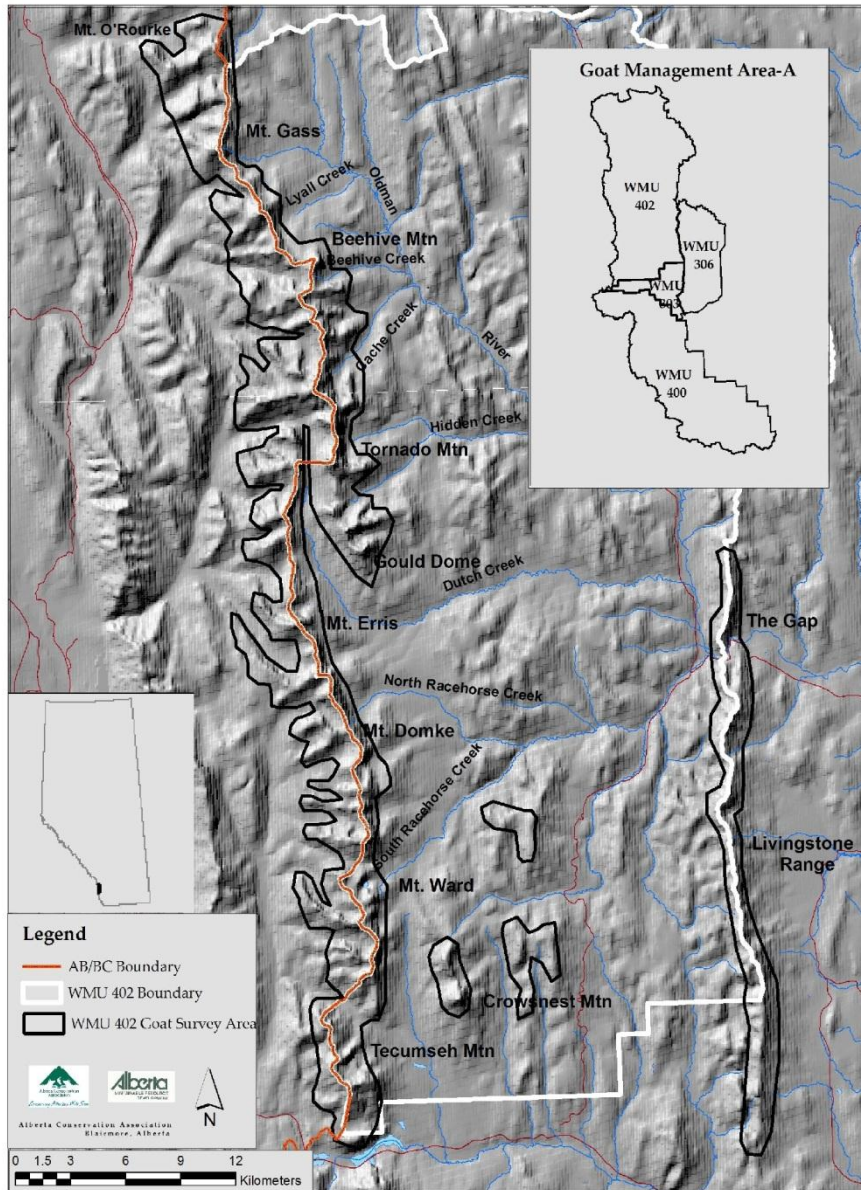 Mt. O'Rourke
Goat Management Area-A
WMU
402
WMU
306
WMU
WMU
400
Mt. Gass
Lyall Creek
Oldman
River
Beehive Mtn
Beehive Creek
Cache Creek
Hidden Creek
Tornado Mtn
Gould Dome
Dutch Creek
Mt. Erris
The Gap
North Racehorse Creek
Mt. Domke
South Racehorse Creek
Livingstone
Range
Mt. Ward
Crowsnest Mtn
Tecumseh Mtn
Legend
AB/BC Boundary
WMU 402 Boundary
WMU 402 Goat Survey Area
Alberta
N
Alberta Conservation Association
Blairmore, Alberta
0 1.5 3 6 9 12
Kilometers